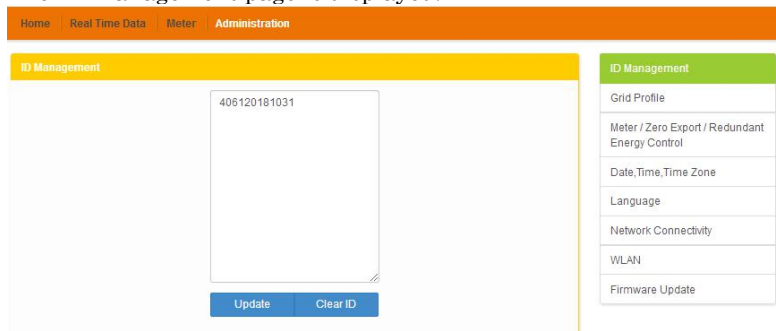 Home Real Time Data Meter Administration
ID Management
406120181031
Update Clear ID
ID Management
Grid Profile
Meter / Zero Export / Redundant
Energy Control
Date,Time,Time Zone
Language
Network Connectivity
WLAN
Firmware Update